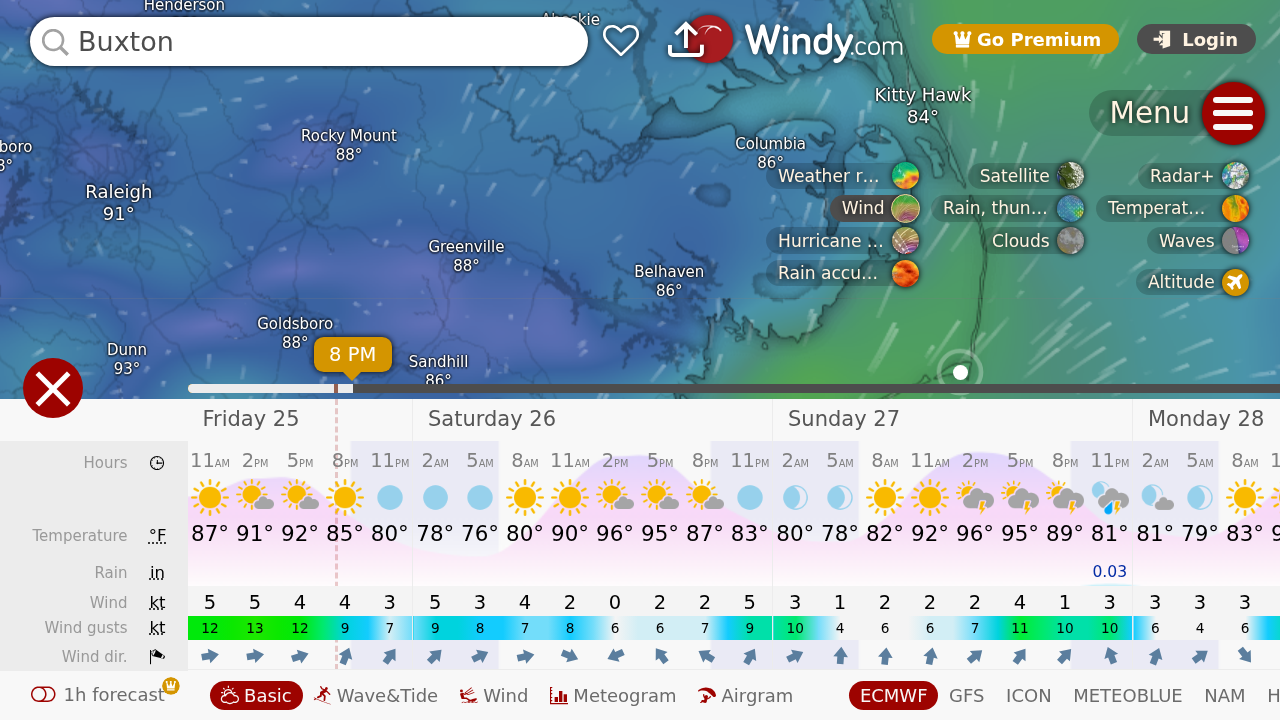 Henderson
Ahoskie
Buxton
Windy.com
Go Premium
Login
Kitty Hawk
84°
Menu
Rocky Mount
88°
Columbia
86°
Raleigh
91°
Weather r...
Satellite
Radar+
Wind
Rain, thun...
Temperat...
Hurricane ...
Clouds
Waves
Rain accu...
Altitude
Greenville
88°
Belhaven
86°
Goldsboro
88°
Dunn
93°
8 PM
Sandhill
86°
Friday 25 Saturday 26 Sunday 27 Monday 28
Hours 11AM 2PM 5PM 8PM 11PM 2AM 5AM 8AM 11AM 2PM 5PM 8PM 11PM 2AM 5AM 8AM 11AM 2PM 5PM 8PM 11PM 2AM 5AM 8AM
Temperature °F 87° 91° 92° 85° 80° 78° 76° 80° 90° 96° 95° 87° 83° 80° 78° 82° 92° 96° 95° 89° 81° 81° 79° 83°
Rain in 0.03
Wind kt 5 5 4 4 3 5 3 4 2 0 2 2 5 3 1 2 2 2 4 1 3 3 3 3
Wind gusts kt 12 13 12 9 7 9 8 7 8 6 6 7 9 10 4 6 6 7 11 10 10 6 4 6
Wind dir.
1h forecast Basic Wave&Tide Wind Meteogram Airgram ECMWF GFS ICON METEOBLUE NAM